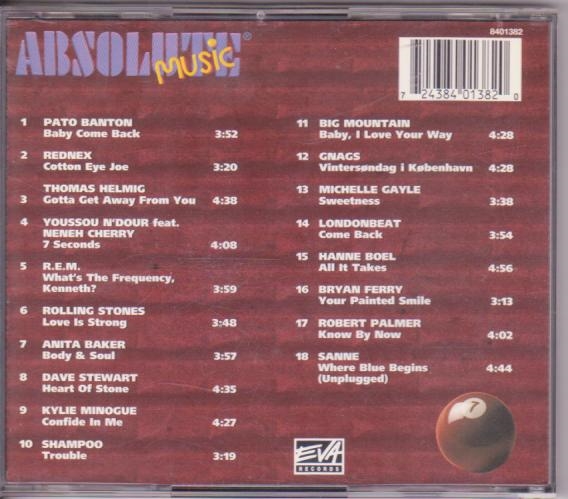 ABSOLUTE®
MUSIC
8401382
7 24384 01382 0
1 PATO BANTON
Baby Come Back 3:52
2 REDNEX
Cotton Eye Joe 3:20
THOMAS HELMIG
3 Gotta Get Away From You 4:38
4 YOUSSOU N'DOUR feat.
NENEH CHERRY
7 Seconds 4:08
5 R.E.M.
What's The Frequency,
Kenneth? 3:59
6 ROLLING STONES
Love Is Strong 3:48
7 ANITA BAKER
Body & Soul 3:57
8 DAVE STEWART
Heart Of Stone 4:35
9 KYLIE MINOGUE
Confide In Me 4:27
10 SHAMPOO
Trouble 3:19
11 BIG MOUNTAIN
Baby, I Love Your Way 4:28
12 GNAGS
Vintersøndag i København 4:28
13 MICHELLE GAYLE
Sweetness 3:38
14 LONDONBEAT
Come Back 3:54
15 HANNE BOEL
All It Takes 4:56
16 BRYAN FERRY
Your Painted Smile 3:13
17 ROBERT PALMER
Know By Now 4:02
18 SANNE
Where Blue Begins 4:44
(Unplugged)
EVA
RECORDS
7